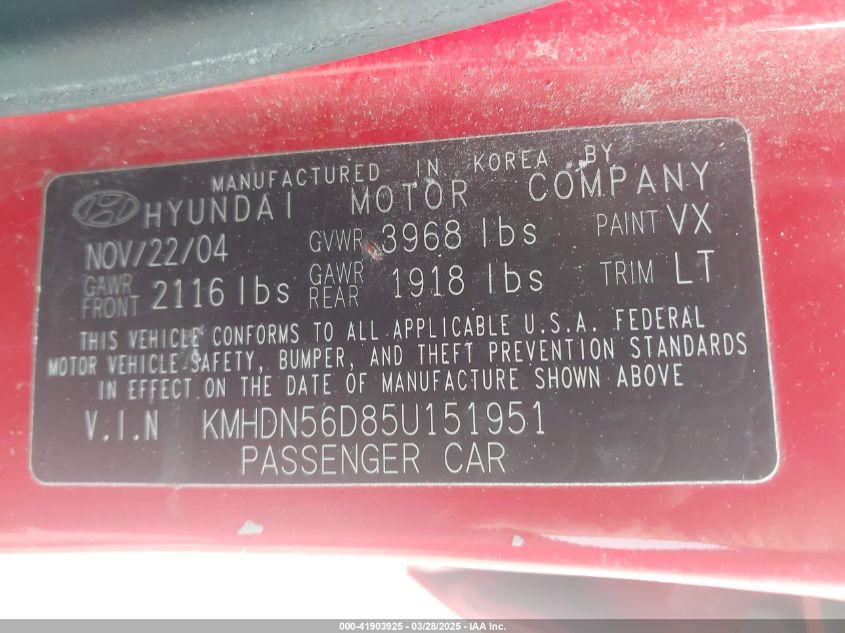 MANUFACTURED IN KOREA BY
HYUNDAI MOTOR COMPANY
NOV/22/04 GVWR 3968 lbs PAINT VX
GAWR FRONT 2116 lbs GAWR REAR 1918 lbs TRIM LT
THIS VEHICLE CONFORMS TO ALL APPLICABLE U.S.A. FEDERAL
MOTOR VEHICLE SAFETY, BUMPER, AND THEFT PREVENTION STANDARDS
IN EFFECT ON THE DATE OF MANUFACTURE SHOWN ABOVE
V.I.N KMHDN56D85U151951
PASSENGER CAR
000-41903925 - 03/28/2025 - IAA Inc.